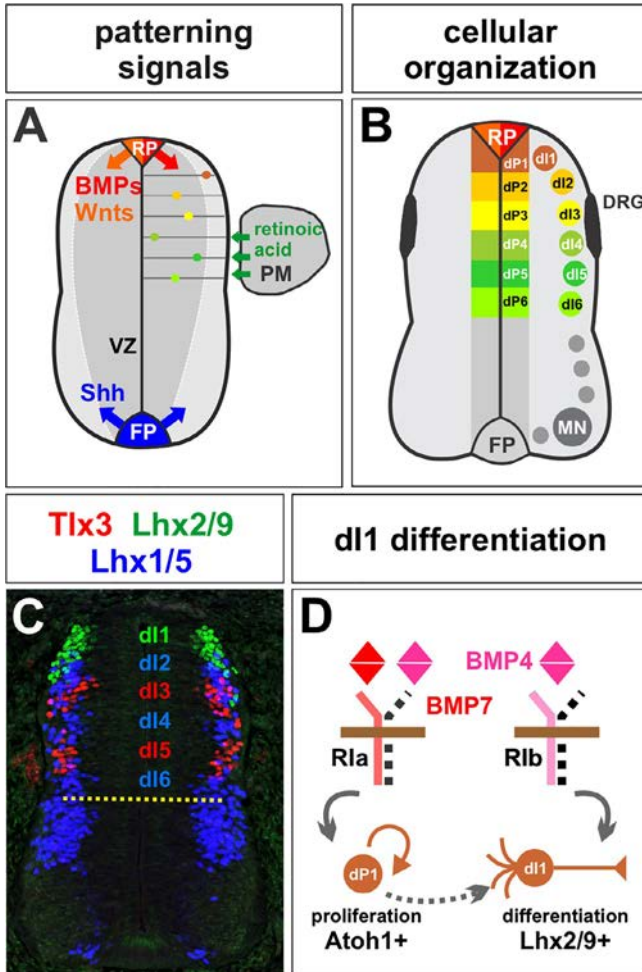 patterning
signals
cellular
organization
A
RP
BMPs
Wnts
retinoic
acid
PM
VZ
Shh
FP
B
RP
dP1 dI1
dP2 dI2
DRG
dP3 dI3
dP4 dI4
dP5 dI5
dP6 dI6
MN
FP
Tlx3 Lhx2/9
Lhx1/5
dI1 differentiation
C
dI1
dI2
dI3
dI4
dI5
dI6
D
BMP4
BMP7
RIa
RIb
dP1
dI1
proliferation
Atoh1+
differentiation
Lhx2/9+